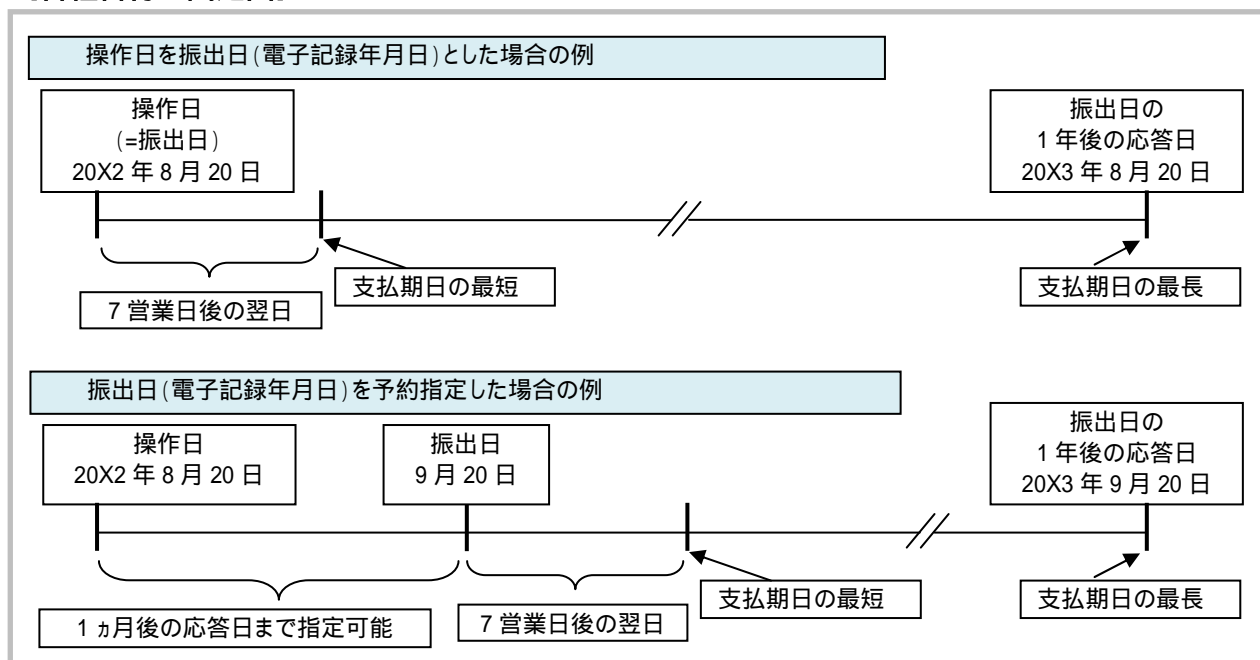 操作日を振出日(電子記録年月日)とした場合の例
操作日
(=振出日)
20X2 年 8 月 20 日
振出日の
1 年後の応答日
20X3 年 8 月 20 日
支払期日の最短
支払期日の最長
7 営業日後の翌日
振出日(電子記録年月日)を予約指定した場合の例
操作日
20X2 年 8 月 20 日
振出日
9 月 20 日
振出日の
1 年後の応答日
20X3 年 9 月 20 日
支払期日の最短
支払期日の最長
1 ヵ月後の応答日まで指定可能
7 営業日後の翌日